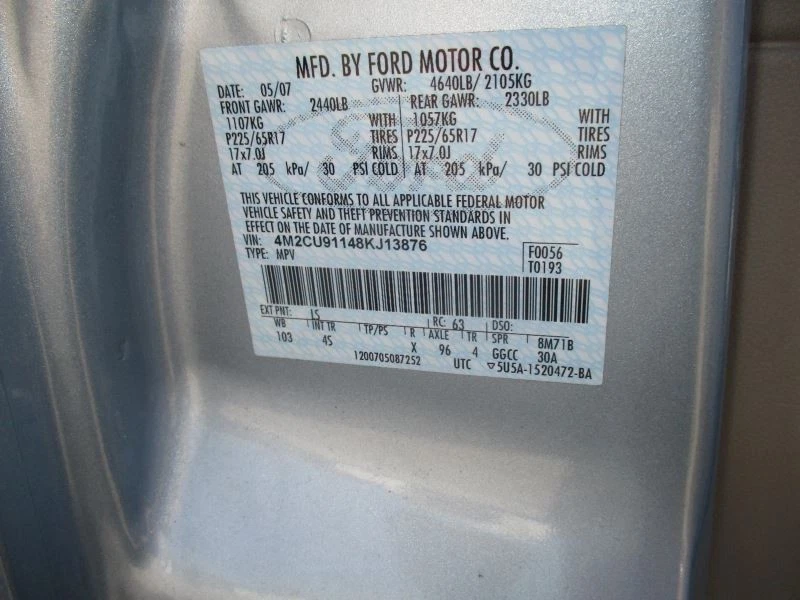 MFD. BY FORD MOTOR CO.
DATE: 05/07 GVWR: 4640LB/ 2105KG
FRONT GAWR: 2440LB REAR GAWR: 2330LB
1107KG WITH 1057KG WITH
P225/65R17 TIRES P225/65R17 TIRES
17x7.0J RIMS 17x7.0J RIMS
AT 205 kPa/ 30 PSI COLD AT 205 kPa/ 30 PSI COLD
Ford
THIS VEHICLE CONFORMS TO ALL APPLICABLE FEDERAL MOTOR
VEHICLE SAFETY AND THEFT PREVENTION STANDARDS IN
EFFECT ON THE DATE OF MANUFACTURE SHOWN ABOVE.
VIN: 4M2CU91148KJ13876 F0056
TYPE: MPV T0193
EXT PNT: IS RC: 63 DSO:
WB INT TR TP/PS R AXLE TR SPR 8M71B
103 4S X 96 4 GGCC 30A
1200705087252 UTC ▽5U5A-1520472-BA